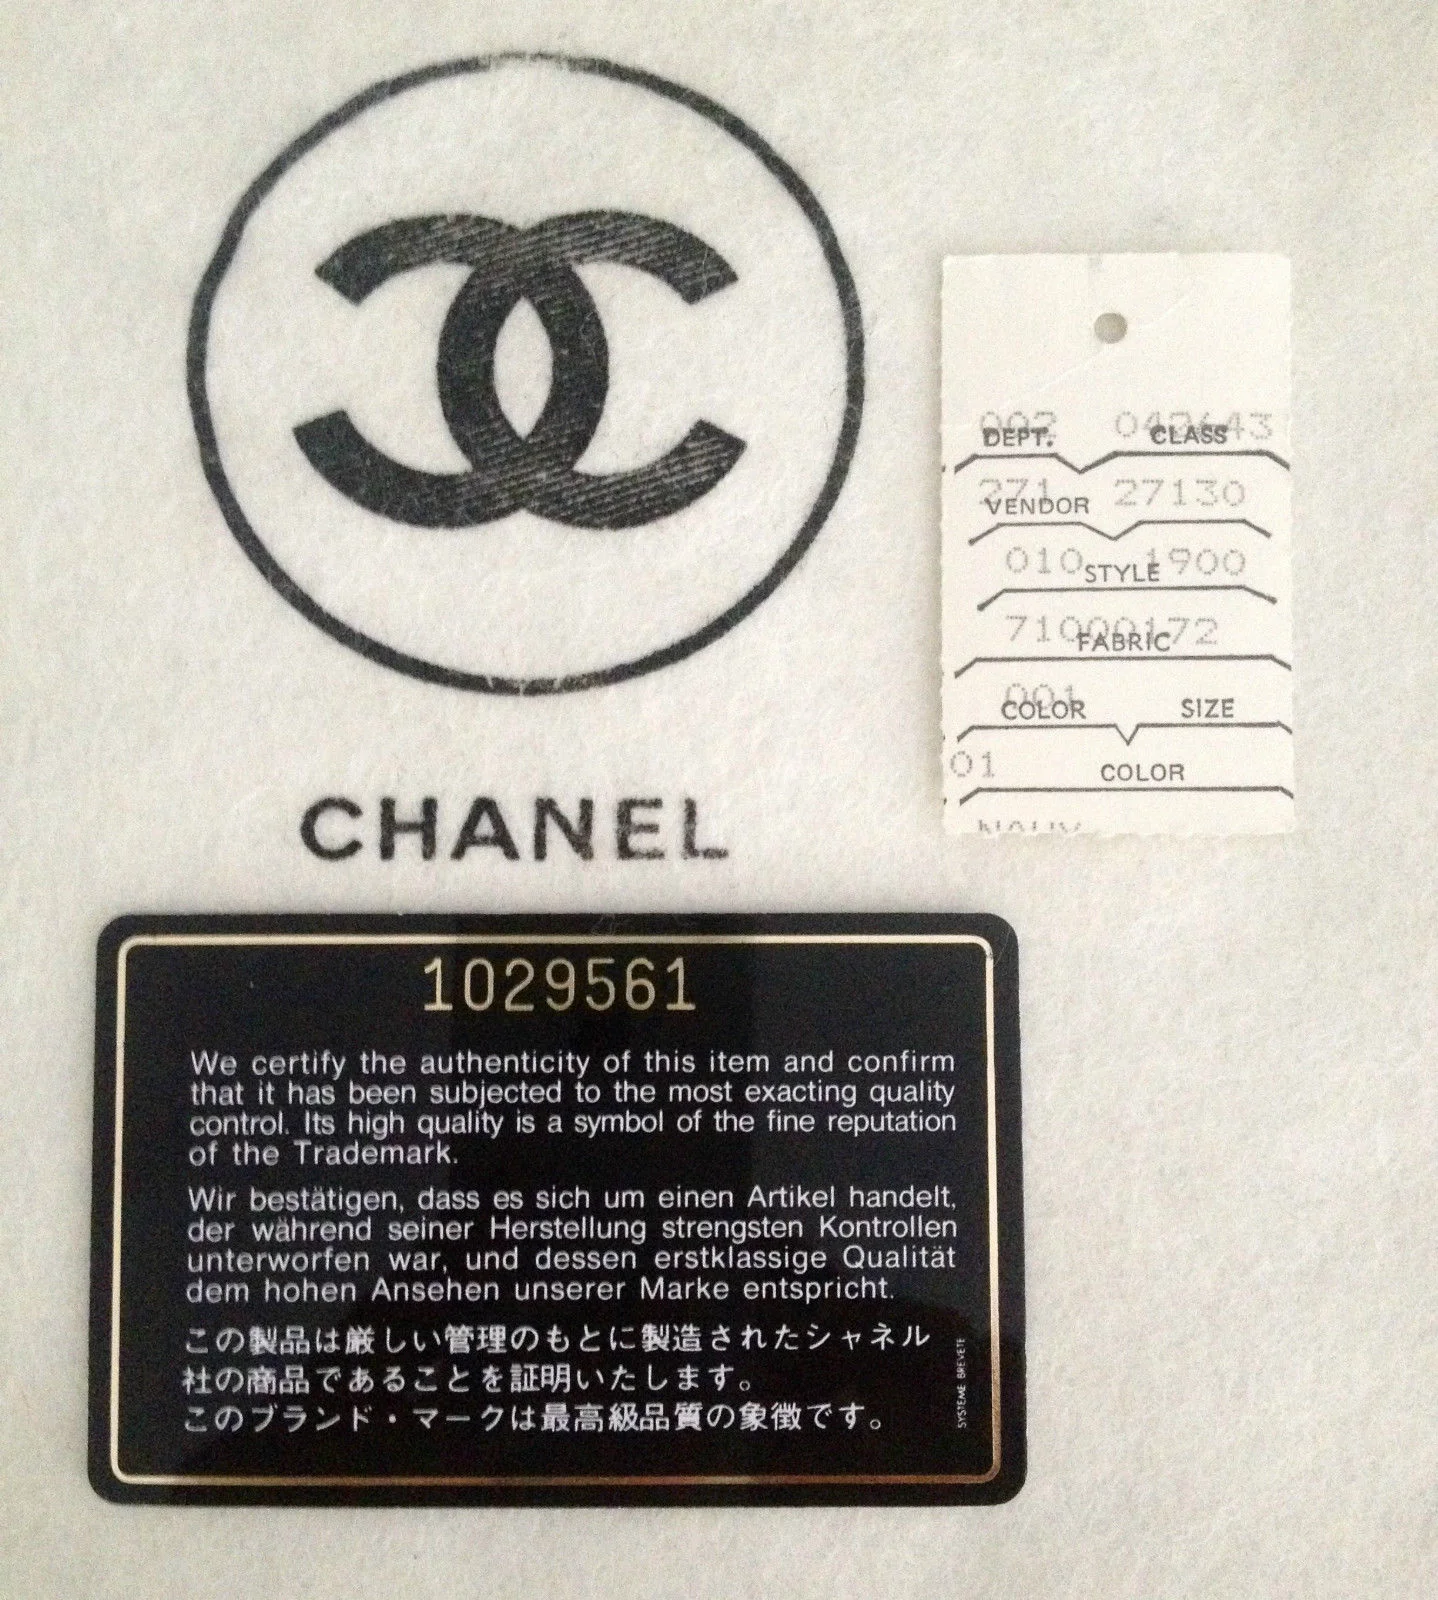 CHANEL
002 042643
DEPT. CLASS
271 27130
VENDOR
010 1900
STYLE
71000172
FABRIC
001
COLOR SIZE
01
COLOR
1029561
We certify the authenticity of this item and confirm
that it has been subjected to the most exacting quality
control. Its high quality is a symbol of the fine reputation
of the Trademark.
Wir bestätigen, dass es sich um einen Artikel handelt,
der während seiner Herstellung strengsten Kontrollen
unterworfen war, und dessen erstklassige Qualität
dem hohen Ansehen unserer Marke entspricht.
この製品は厳しい管理のもとに製造されたシャネル
社の商品であることを証明いたします。
このブランド・マークは最高級品質の象徴です。
SYSTEME BREVETE